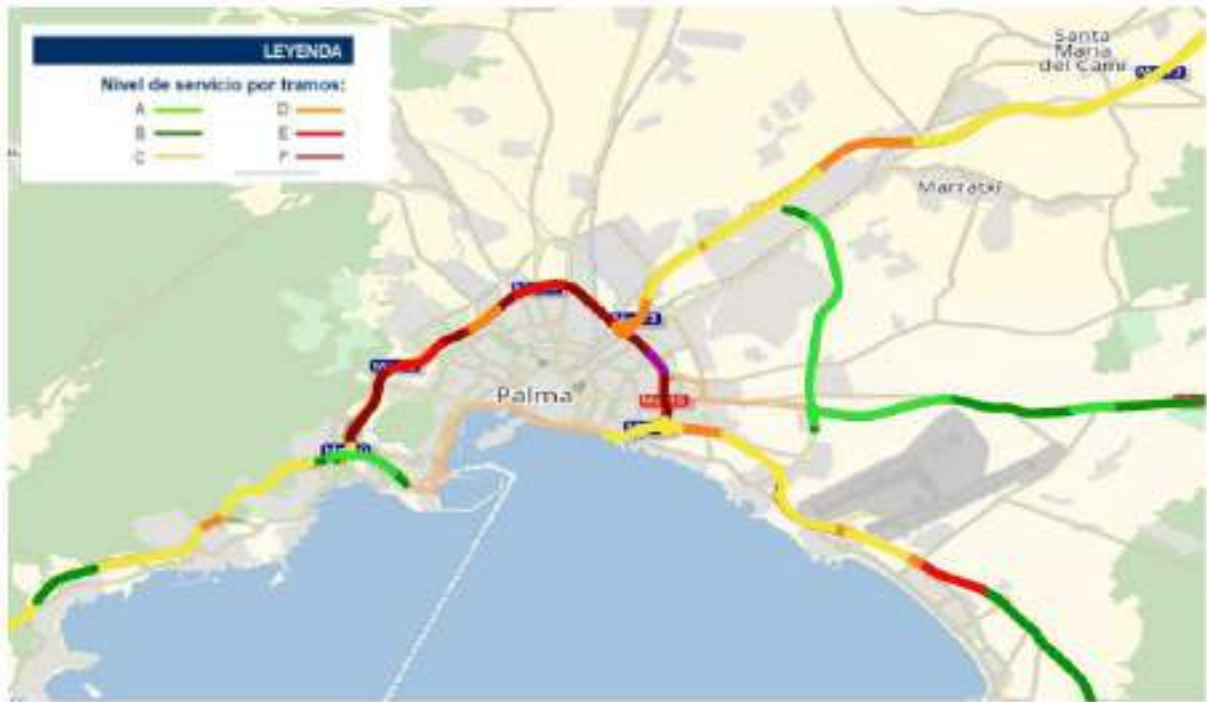 LEYENDA
Nivel de servicio por tramos:
A
D
B
E
C
F
Santa
Maria
del Camí
Marratxí
Palma